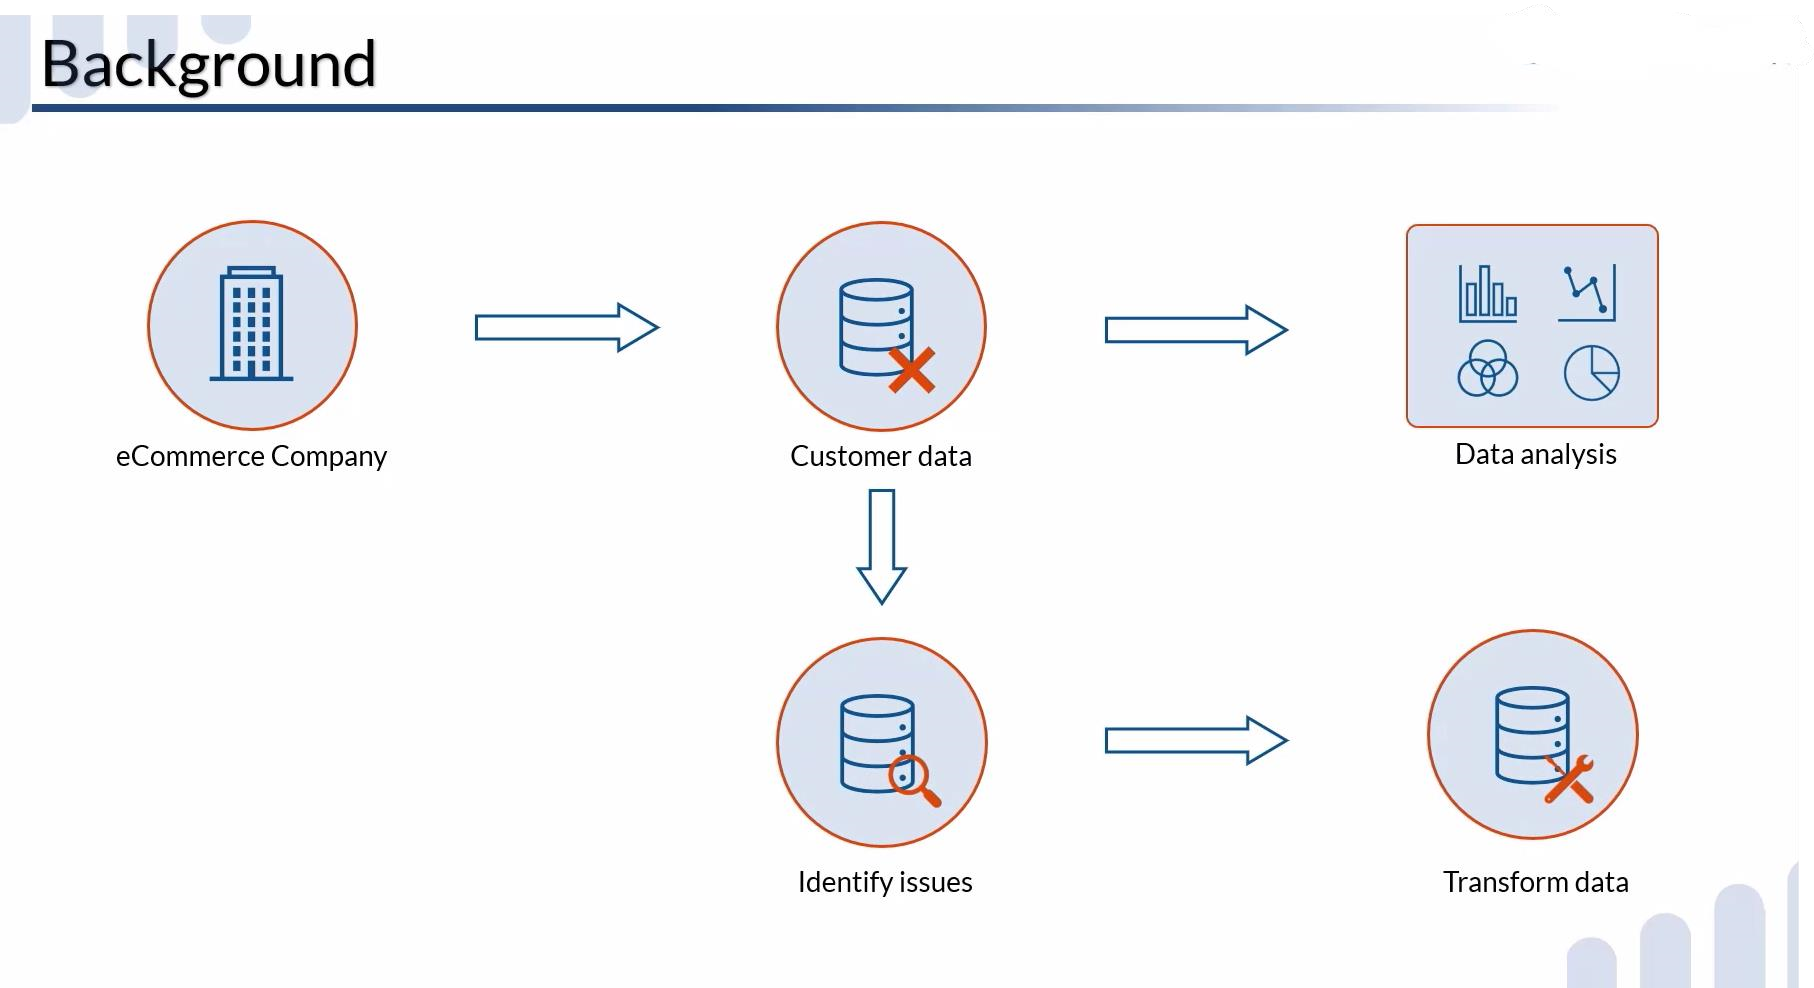 Background
eCommerce Company
Customer data
Data analysis
Identify issues
Transform data